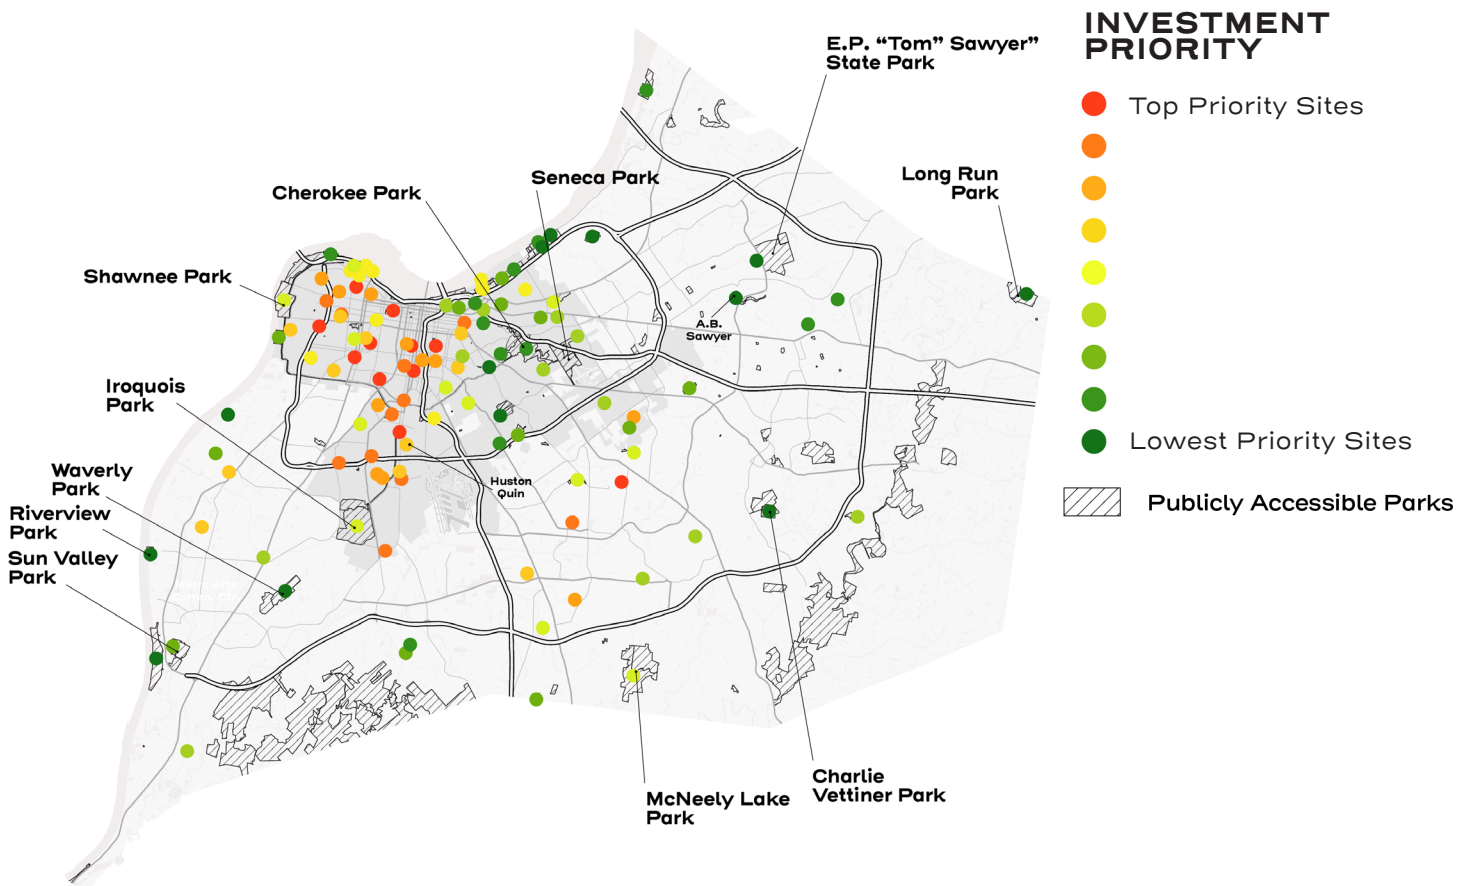 INVESTMENT
PRIORITY
Top Priority Sites
Lowest Priority Sites
Publicly Accessible Parks
E.P. “Tom” Sawyer”
State Park
Long Run
Park
Seneca Park
Cherokee Park
Shawnee Park
A.B.
Sawyer
Iroquois
Park
Waverly
Park
Huston
Quin
Riverview
Park
Sun Valley
Park
Charlie
Vettiner Park
McNeely Lake
Park